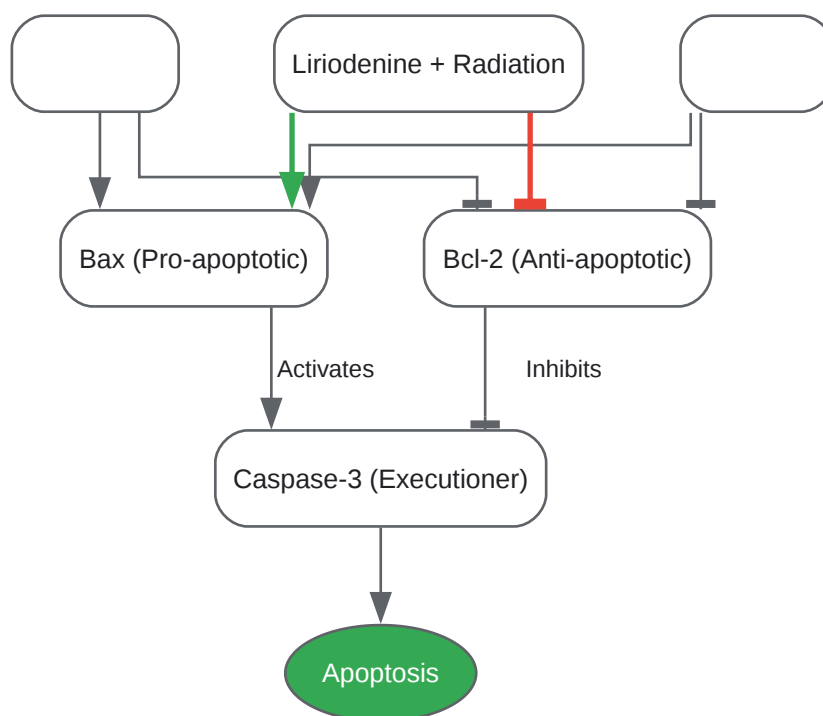 Liriodenine + Radiation
Bax (Pro-apoptotic)
Bcl-2 (Anti-apoptotic)
Activates
Inhibits
Caspase-3 (Executioner)
Apoptosis